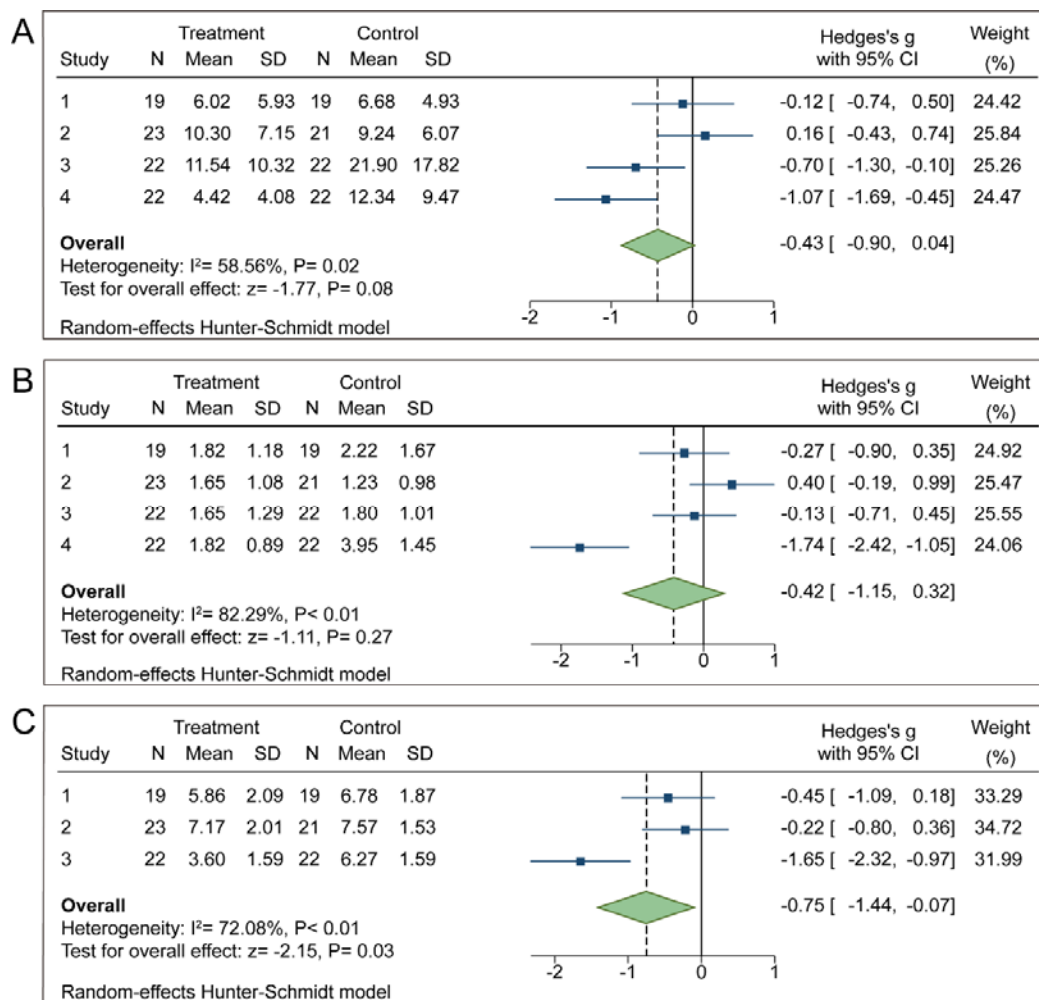 A
Treatment Control Hedges's g Weight
Study N Mean SD N Mean SD with 95% CI (%)
1 19 6.02 5.93 19 6.68 4.93 -0.12 [ -0.74, 0.50] 24.42
2 23 10.30 7.15 21 9.24 6.07 0.16 [ -0.43, 0.74] 25.84
3 22 11.54 10.32 22 21.90 17.82 -0.70 [ -1.30, -0.10] 25.26
4 22 4.42 4.08 22 12.34 9.47 -1.07 [ -1.69, -0.45] 24.47
Overall -0.43 [ -0.90, 0.04]
Heterogeneity: I²= 58.56%, P= 0.02
Test for overall effect: z= -1.77, P= 0.08
-2 -1 0 1
Random-effects Hunter-Schmidt model
B
Treatment Control Hedges's g Weight
Study N Mean SD N Mean SD with 95% CI (%)
1 19 1.82 1.18 19 2.22 1.67 -0.27 [ -0.90, 0.35] 24.92
2 23 1.65 1.08 21 1.23 0.98 0.40 [ -0.19, 0.99] 25.47
3 22 1.65 1.29 22 1.80 1.01 -0.13 [ -0.71, 0.45] 25.55
4 22 1.82 0.89 22 3.95 1.45 -1.74 [ -2.42, -1.05] 24.06
Overall -0.42 [ -1.15, 0.32]
Heterogeneity: I²= 82.29%, P< 0.01
Test for overall effect: z= -1.11, P= 0.27
-2 -1 0 1
Random-effects Hunter-Schmidt model
C
Treatment Control Hedges's g Weight
Study N Mean SD N Mean SD with 95% CI (%)
1 19 5.86 2.09 19 6.78 1.87 -0.45 [ -1.09, 0.18] 33.29
2 23 7.17 2.01 21 7.57 1.53 -0.22 [ -0.80, 0.36] 34.72
3 22 3.60 1.59 22 6.27 1.59 -1.65 [ -2.32, -0.97] 31.99
Overall -0.75 [ -1.44, -0.07]
Heterogeneity: I²= 72.08%, P< 0.01
Test for overall effect: z= -2.15, P= 0.03
-2 -1 0 1
Random-effects Hunter-Schmidt model